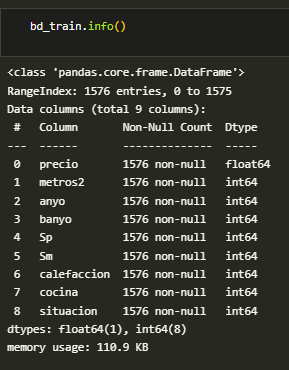 bd_train.info()
<class 'pandas.core.frame.DataFrame'>
RangeIndex: 1576 entries, 0 to 1575
Data columns (total 9 columns):
 #   Column      Non-Null Count  Dtype
---  ------      --------------  -----
 0   precio      1576 non-null   float64
 1   metros2     1576 non-null   int64
 2   anyo        1576 non-null   int64
 3   banyo       1576 non-null   int64
 4   Sp          1576 non-null   int64
 5   Sm          1576 non-null   int64
 6   calefaccion 1576 non-null   int64
 7   cocina      1576 non-null   int64
 8   situacion   1576 non-null   int64
dtypes: float64(1), int64(8)
memory usage: 110.9 KB